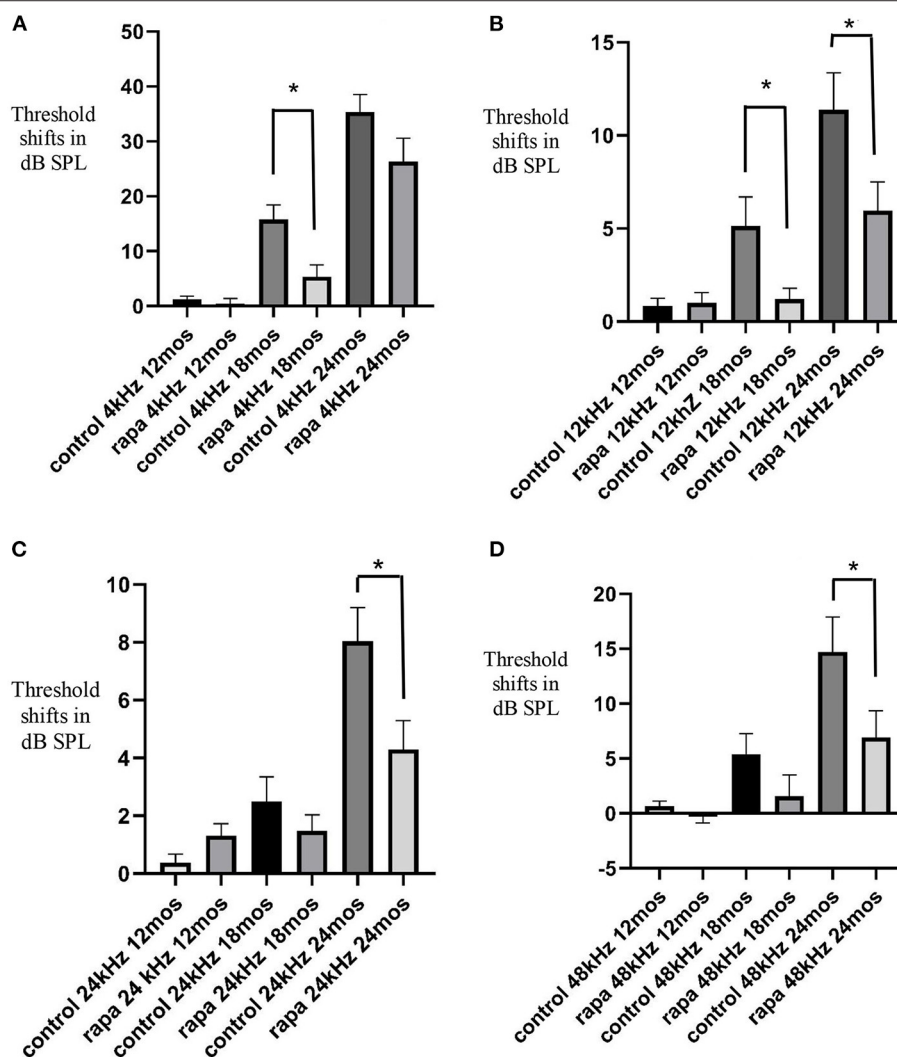 A
50
40
30
20
10
0
Threshold
shifts in
dB SPL
*
control 4kHz 12mos
rapa 4kHz 12mos
control 4kHz 18mos
rapa 4kHz 18mos
control 4kHz 24mos
rapa 4kHz 24mos
B
15
10
5
0
Threshold
shifts in
dB SPL
*
*
control 12kHz 12mos
rapa 12kHz 12mos
control 12khZ 18mos
rapa 12kHz 18mos
control 12kHz 24mos
rapa 12kHz 24mos
C
10
8
6
4
2
0
Threshold
shifts in
dB SPL
*
control 24kHz 12mos
rapa 24 kHz 12mos
control 24kHz 18mos
rapa 24kHz 18mos
control 24kHz 24mos
rapa 24kHz 24mos
D
20
15
10
5
0
-5
Threshold
shifts in
dB SPL
*
control 48kHz 12mos
rapa 48kHz 12mos
control 48kHz 18mos
rapa 48kHz 18mos
control 48kHz 24mos
rapa 48kHz 24mos